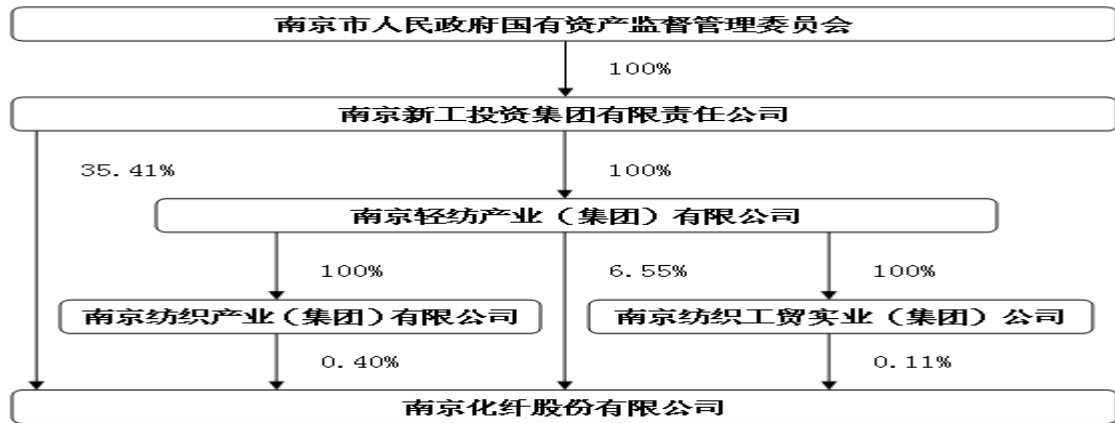 南京市人民政府国有资产监督管理委员会
100%
南京新工投资集团有限责任公司
35.41%
100%
南京轻纺产业（集团）有限公司
100%
6.55%
100%
南京纺织产业(集团)有限公司
南京纺织工贸实业（集团）公司
0.40%
0.11%
南京化纤股份有限公司